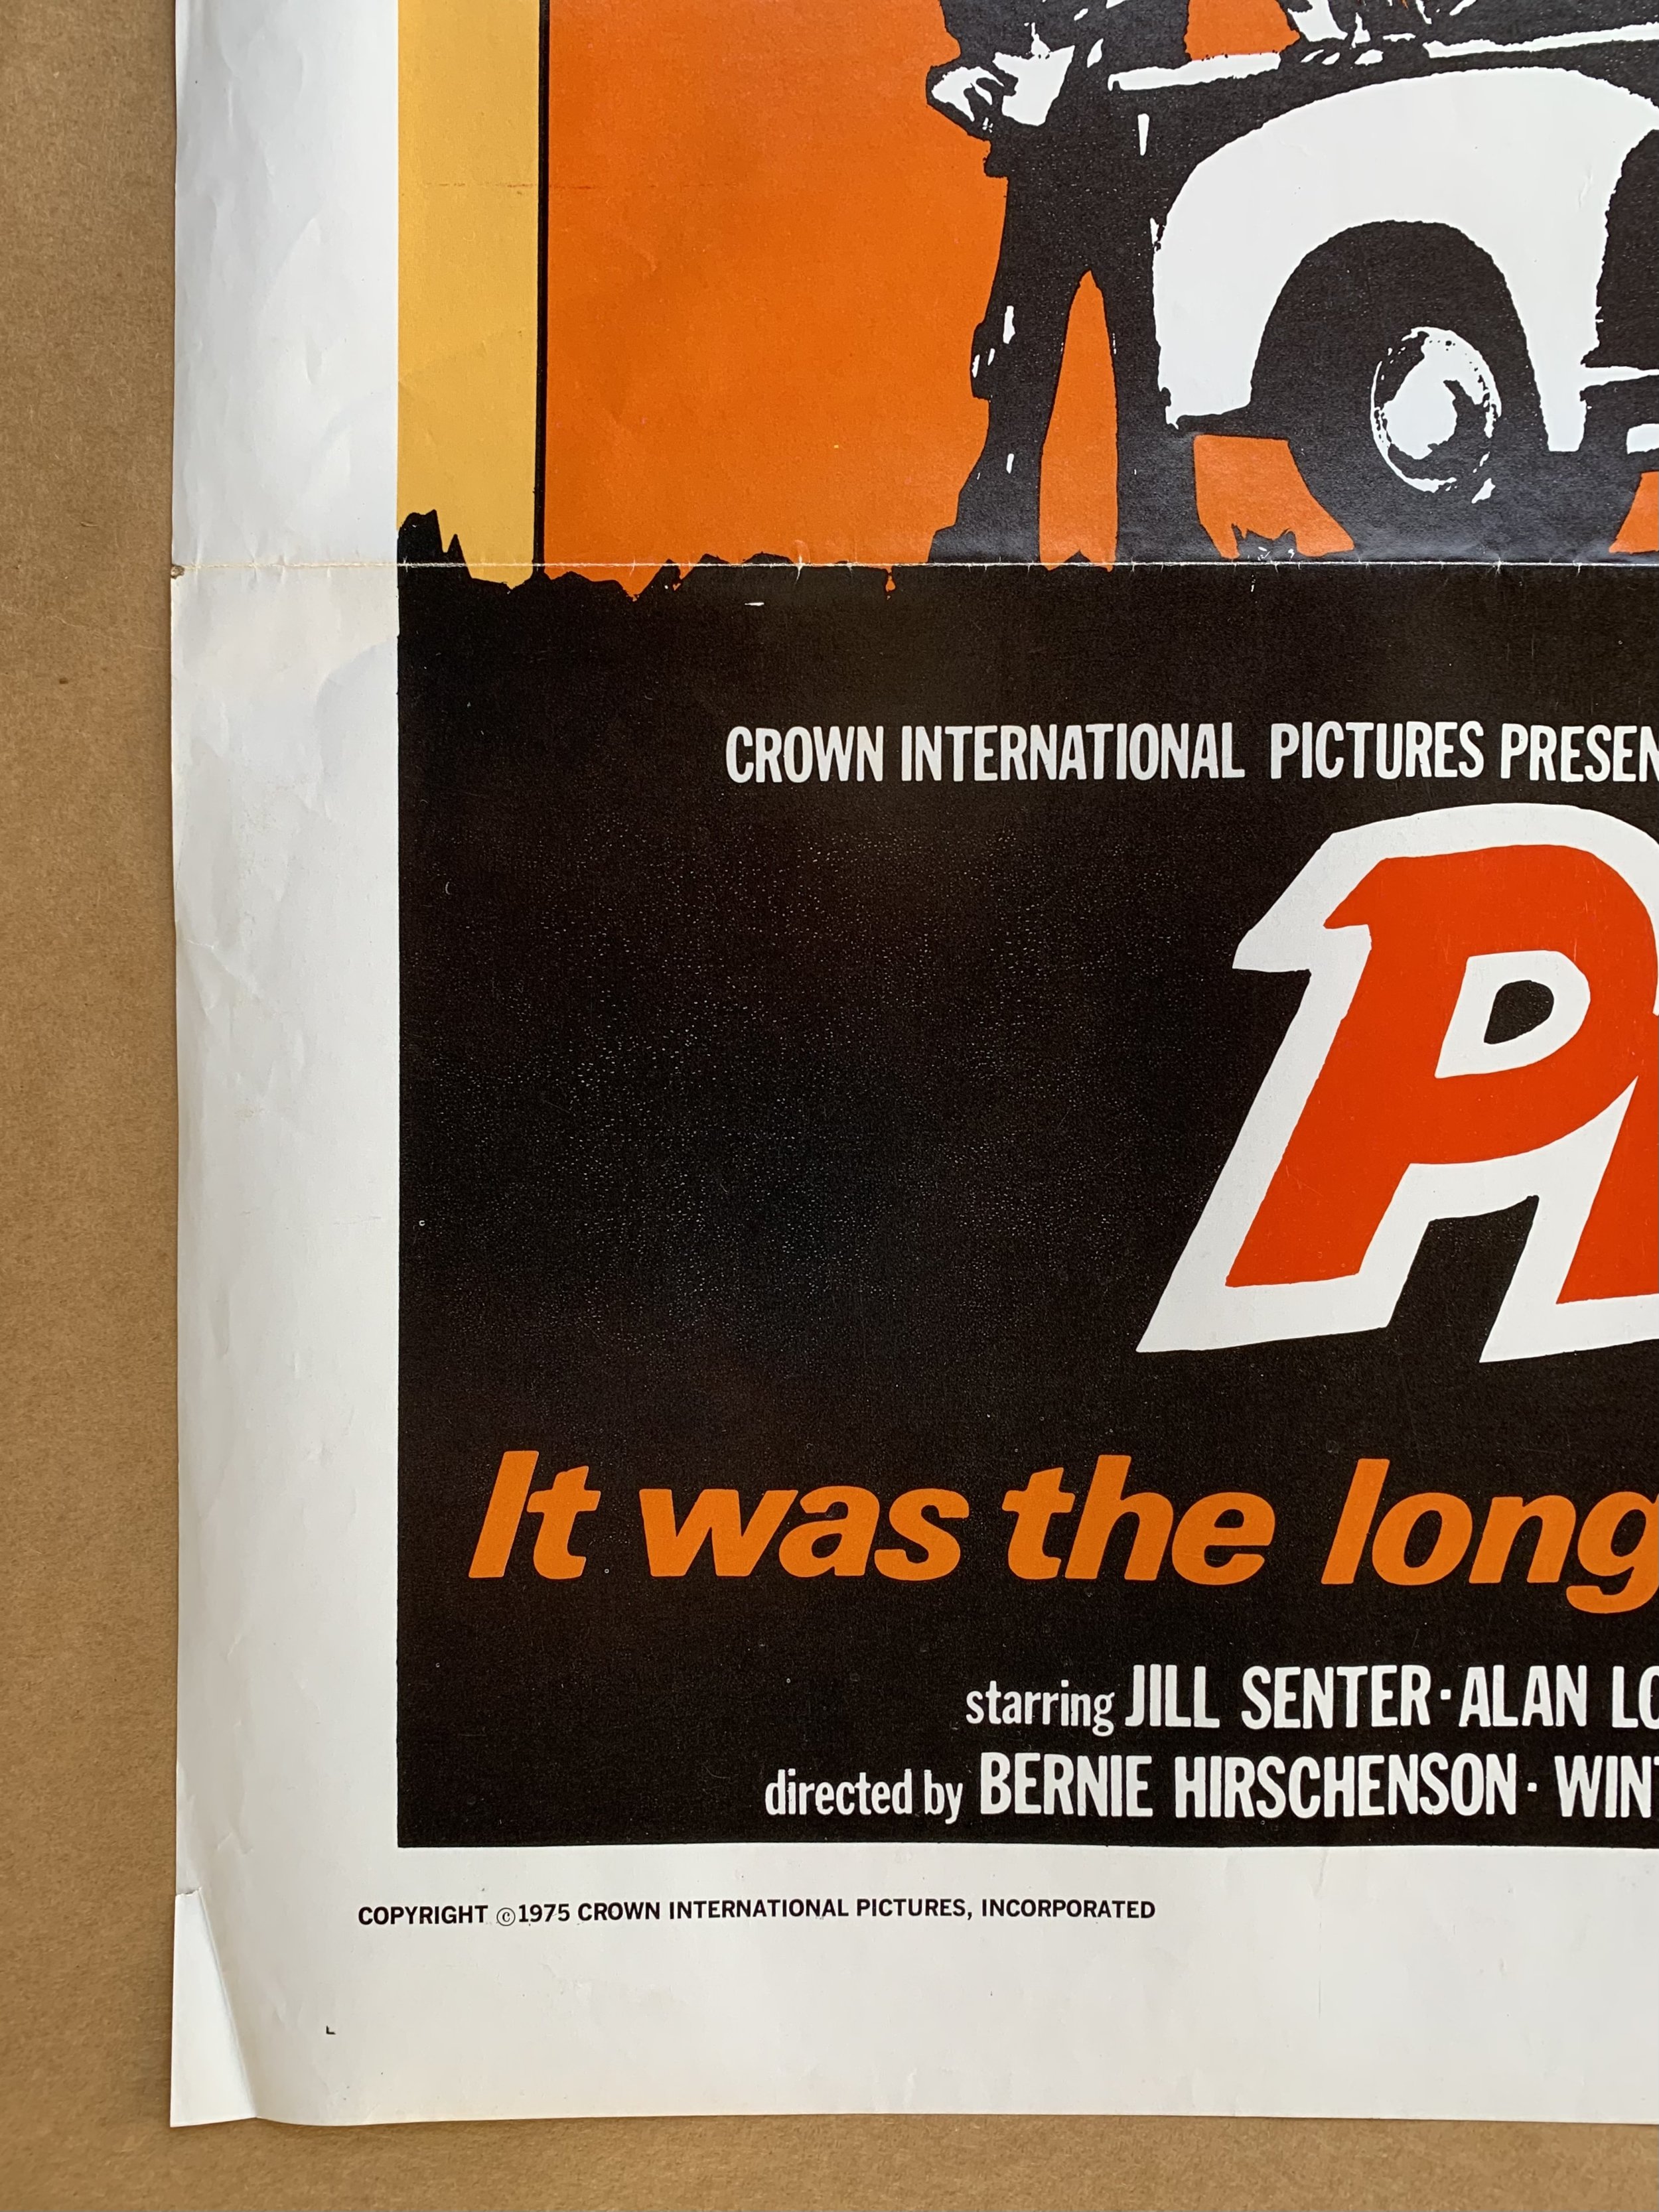 CROWN INTERNATIONAL PICTURES PRESEN
P
It was the long
starring JILL SENTER · ALAN LO
directed by BERNIE HIRSCHENSON · WIN
COPYRIGHT ©1975 CROWN INTERNATIONAL PICTURES, INCORPORATED